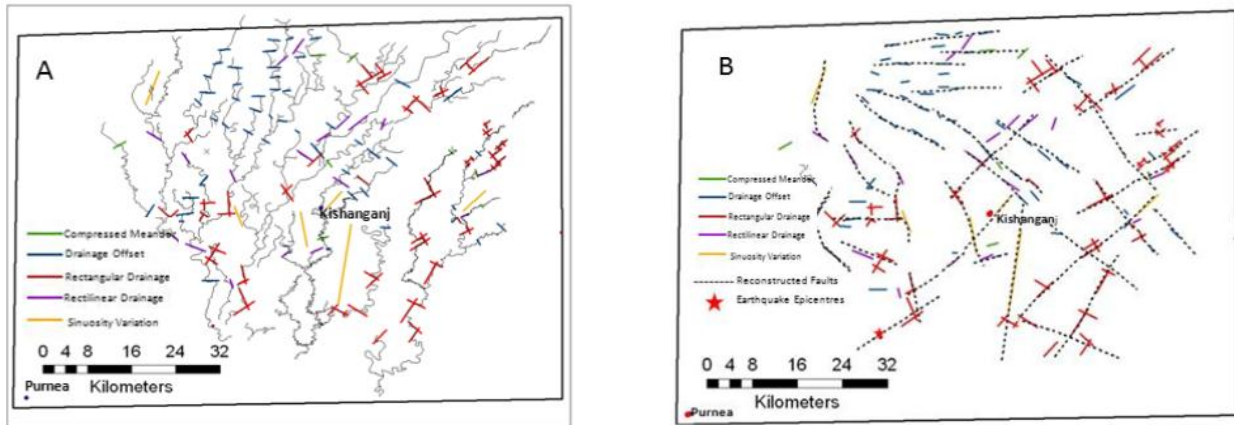 A
Kishanganj
Compressed Meander
Drainage Offset
Rectangular Drainage
Rectilinear Drainage
Sinuosity Variation
0 4 8 16 24 32
Kilometers
Purnea
B
Compressed Meander
Drainage Offset
Rectangular Drainage
Rectilinear Drainage
Sinuosity Variation
Reconstructed Faults
Earthquake Epicentres
Kishanganj
0 4 8 16 24 32
Kilometers
Purnea